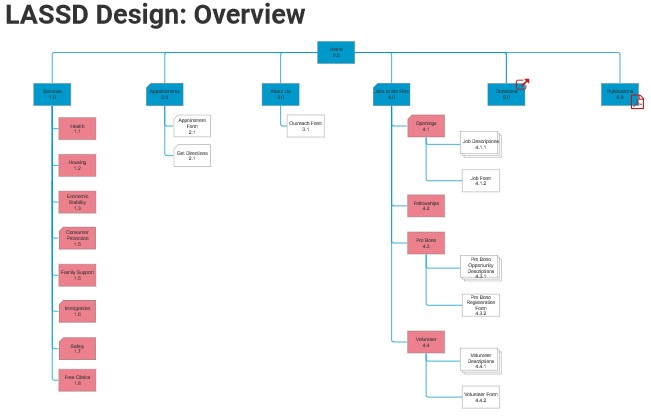 LASSD Design: Overview
Home
0.0
Services
1.0
Appointments
2.0
About Us
3.0
Jobs at the Firm
4.0
Donations
5.0
Publications
6.0
Health
1.1
Housing
1.2
Economic
Stability
1.3
Consumer
Protection
1.5
Family Support
1.5
Immigration
1.6
Safety
1.7
Free Clinics
1.8
Appointment
Form
2.1
Get Directions
2.1
Outreach Form
3.1
Openings
4.1
Job Descriptions
4.1.1
Job Form
4.1.2
Fellowships
4.2
Pro Bono
4.3
Pro Bono
Opportunity
Descriptions
4.3.1
Pro Bono
Registration
Form
4.3.2
Volunteer
4.4
Volunteer
Descriptions
4.4.1
Volunteer Form
4.4.2